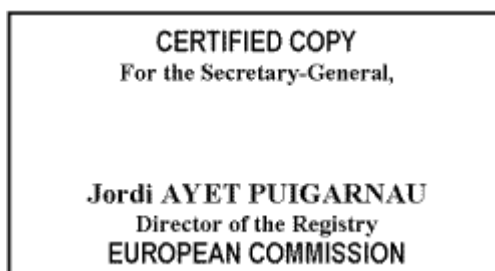 CERTIFIED COPY
For the Secretary-General,
Jordi AYET PUIGARNAU
Director of the Registry
EUROPEAN COMMISSION